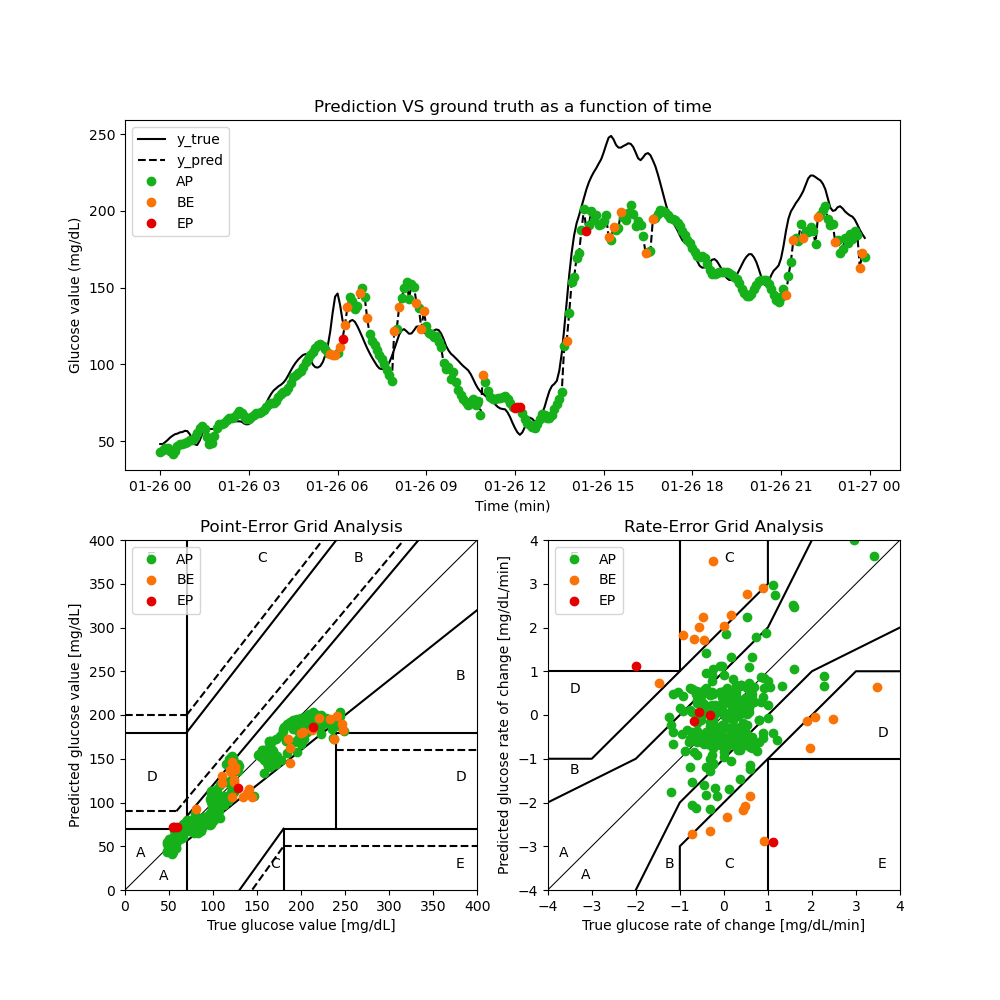 Prediction VS ground truth as a function of time
Glucose value (mg/dL)
250
200
150
100
50
y_true
y_pred
AP
BE
EP
01-26 00 01-26 03 01-26 06 01-26 09 01-26 12 01-26 15 01-26 18 01-26 21 01-27 00
Time (min)
Point-Error Grid Analysis
Predicted glucose value [mg/dL]
400
350
300
250
200
150
100
50
0
AP
BE
EP
C B
B
D D
A
A
C E
0 50 100 150 200 250 300 350 400
True glucose value [mg/dL]
Rate-Error Grid Analysis
Predicted glucose rate of change [mg/dL/min]
4
3
2
1
0
−1
−2
−3
−4
AP
BE
EP
C
D
D
B
A
A
B C E
−4 −3 −2 −1 0 1 2 3 4
True glucose rate of change [mg/dL/min]